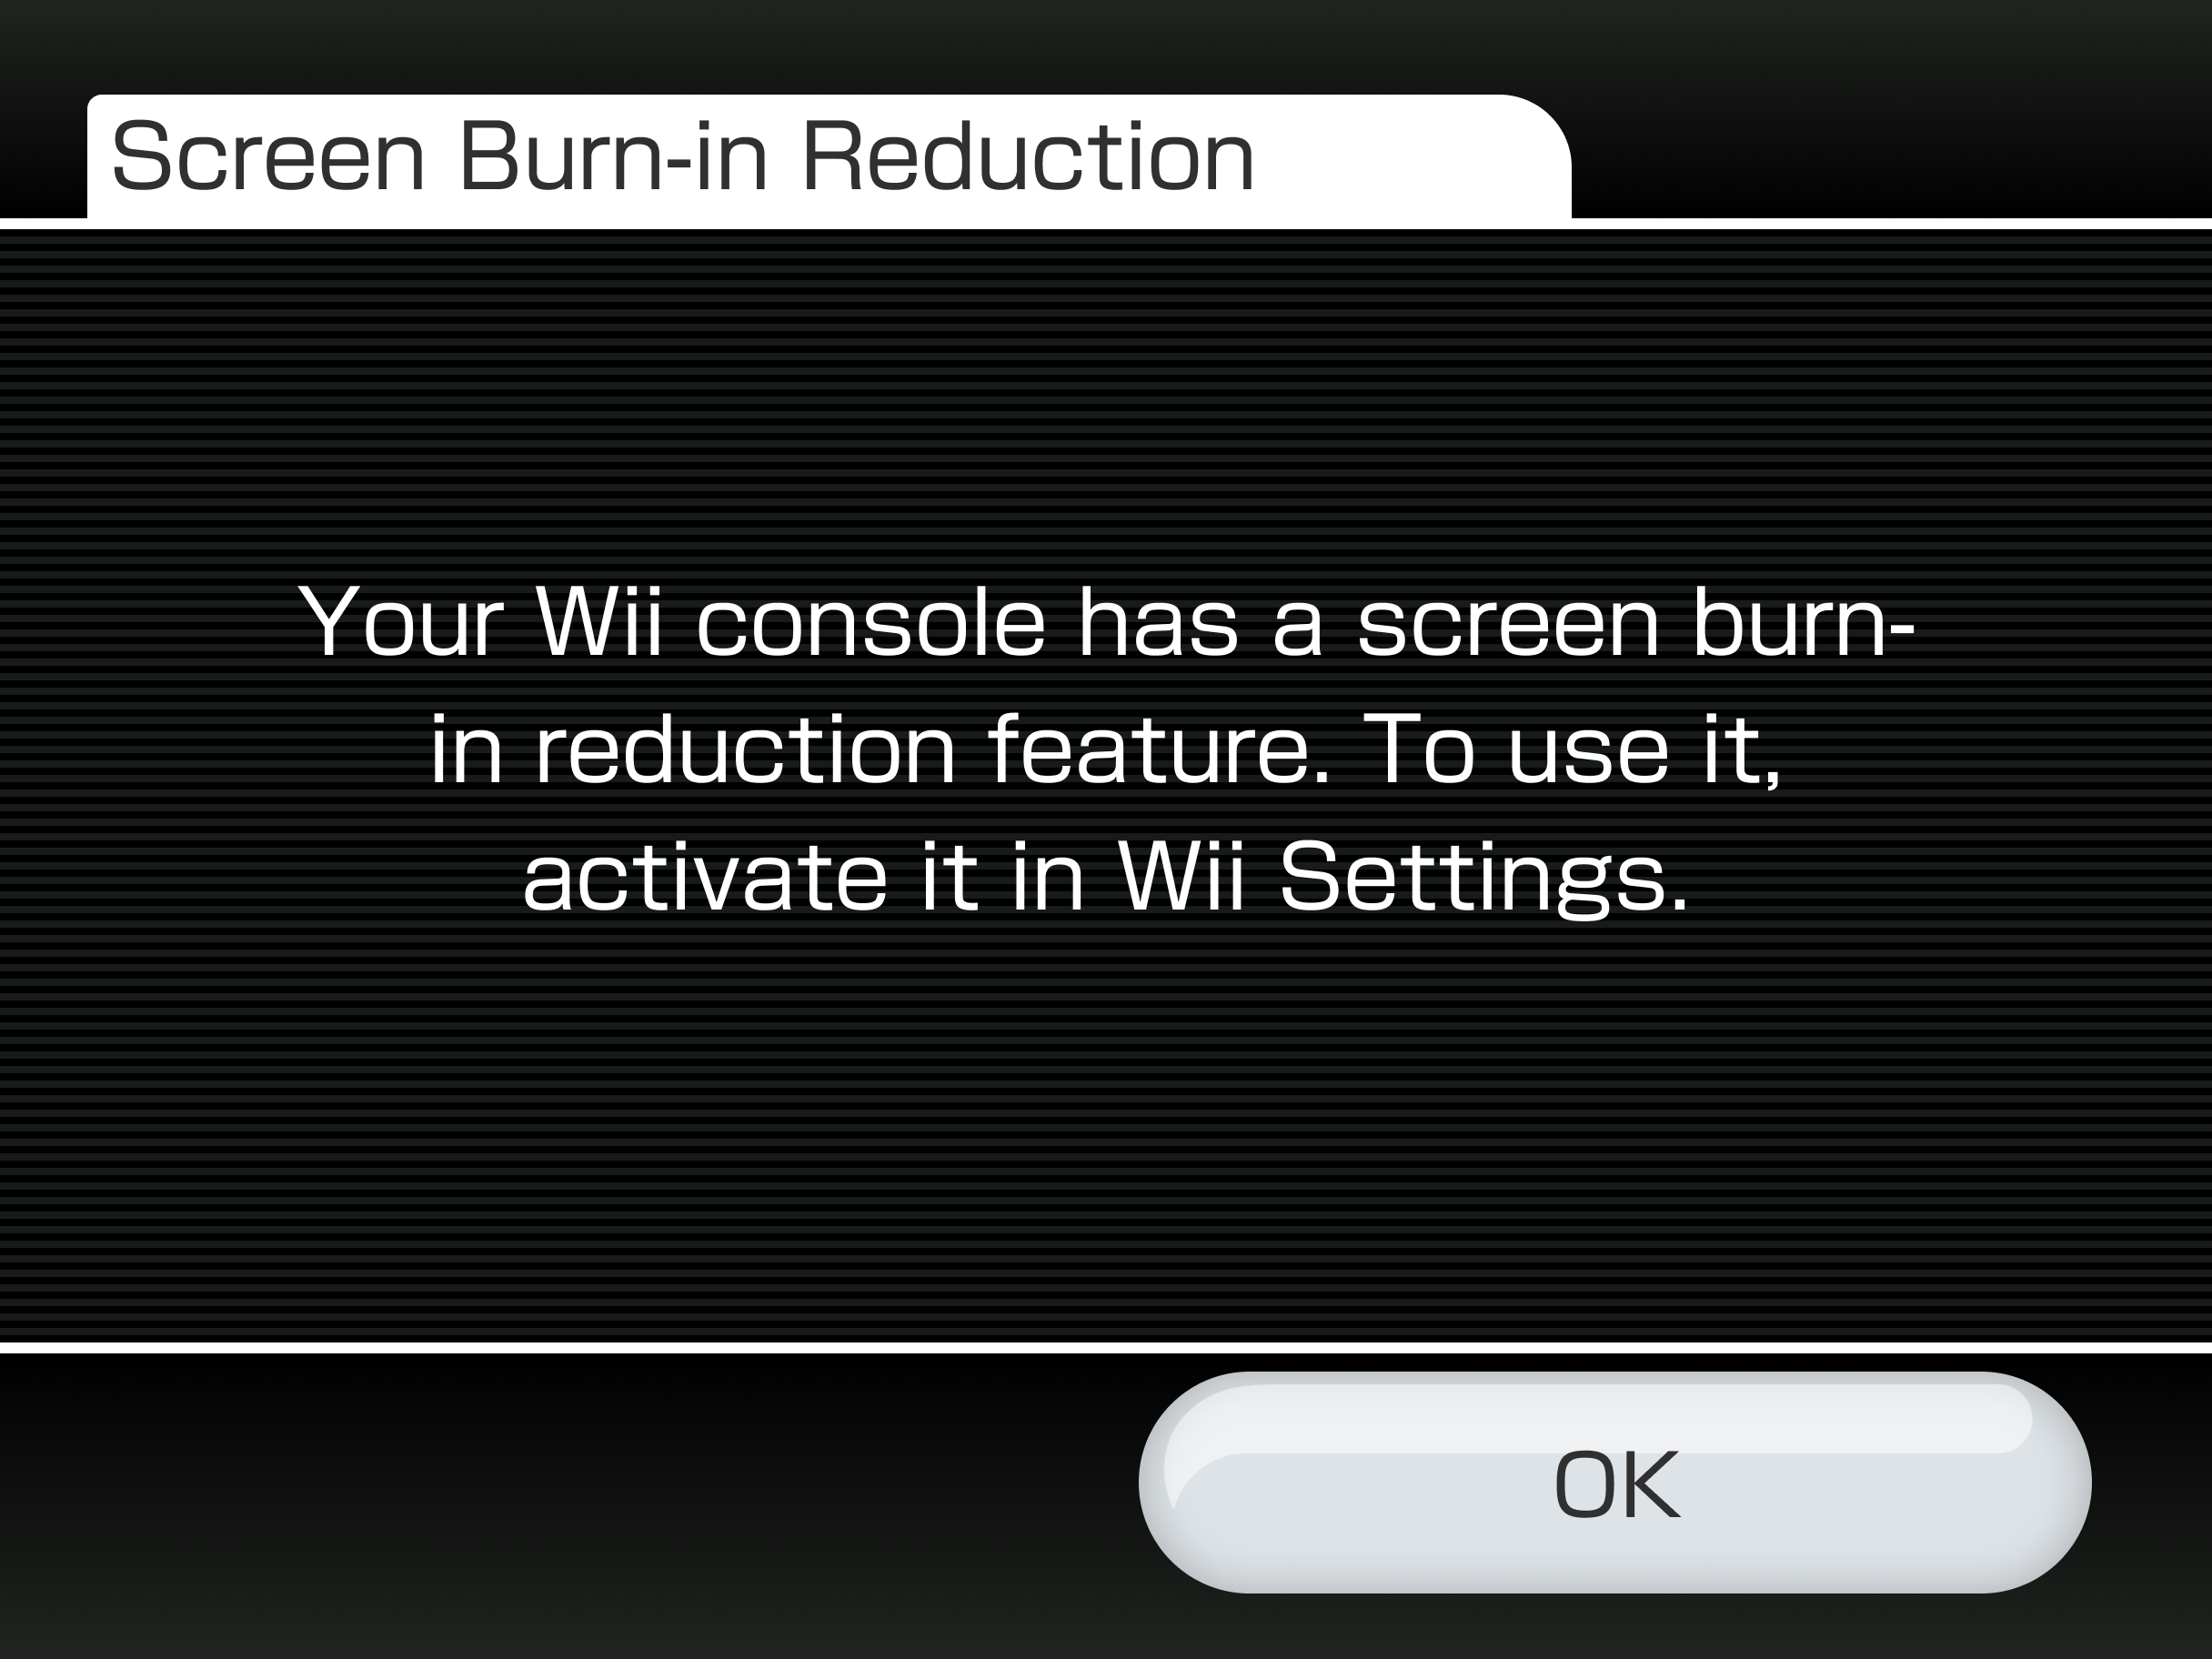 Screen Burn-in Reduction
Your Wii console has a screen burn-
in reduction feature. To use it,
activate it in Wii Settings.
OK